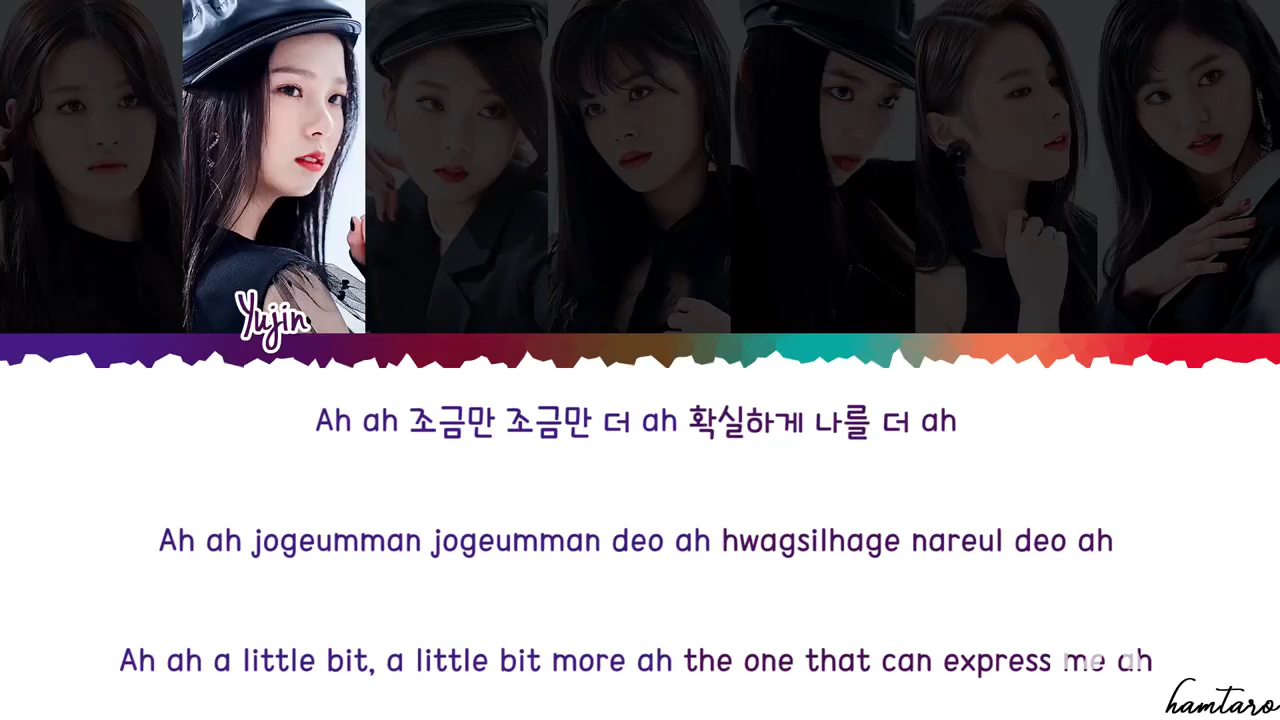 Yujin
Ah ah 조금만 조금만 더 ah 확실하게 나를 더 ah
Ah ah jogeumman jogeumman deo ah hwagsilhage nareul deo ah
Ah ah a little bit, a little bit more ah the one that can express me ah
hamtaro